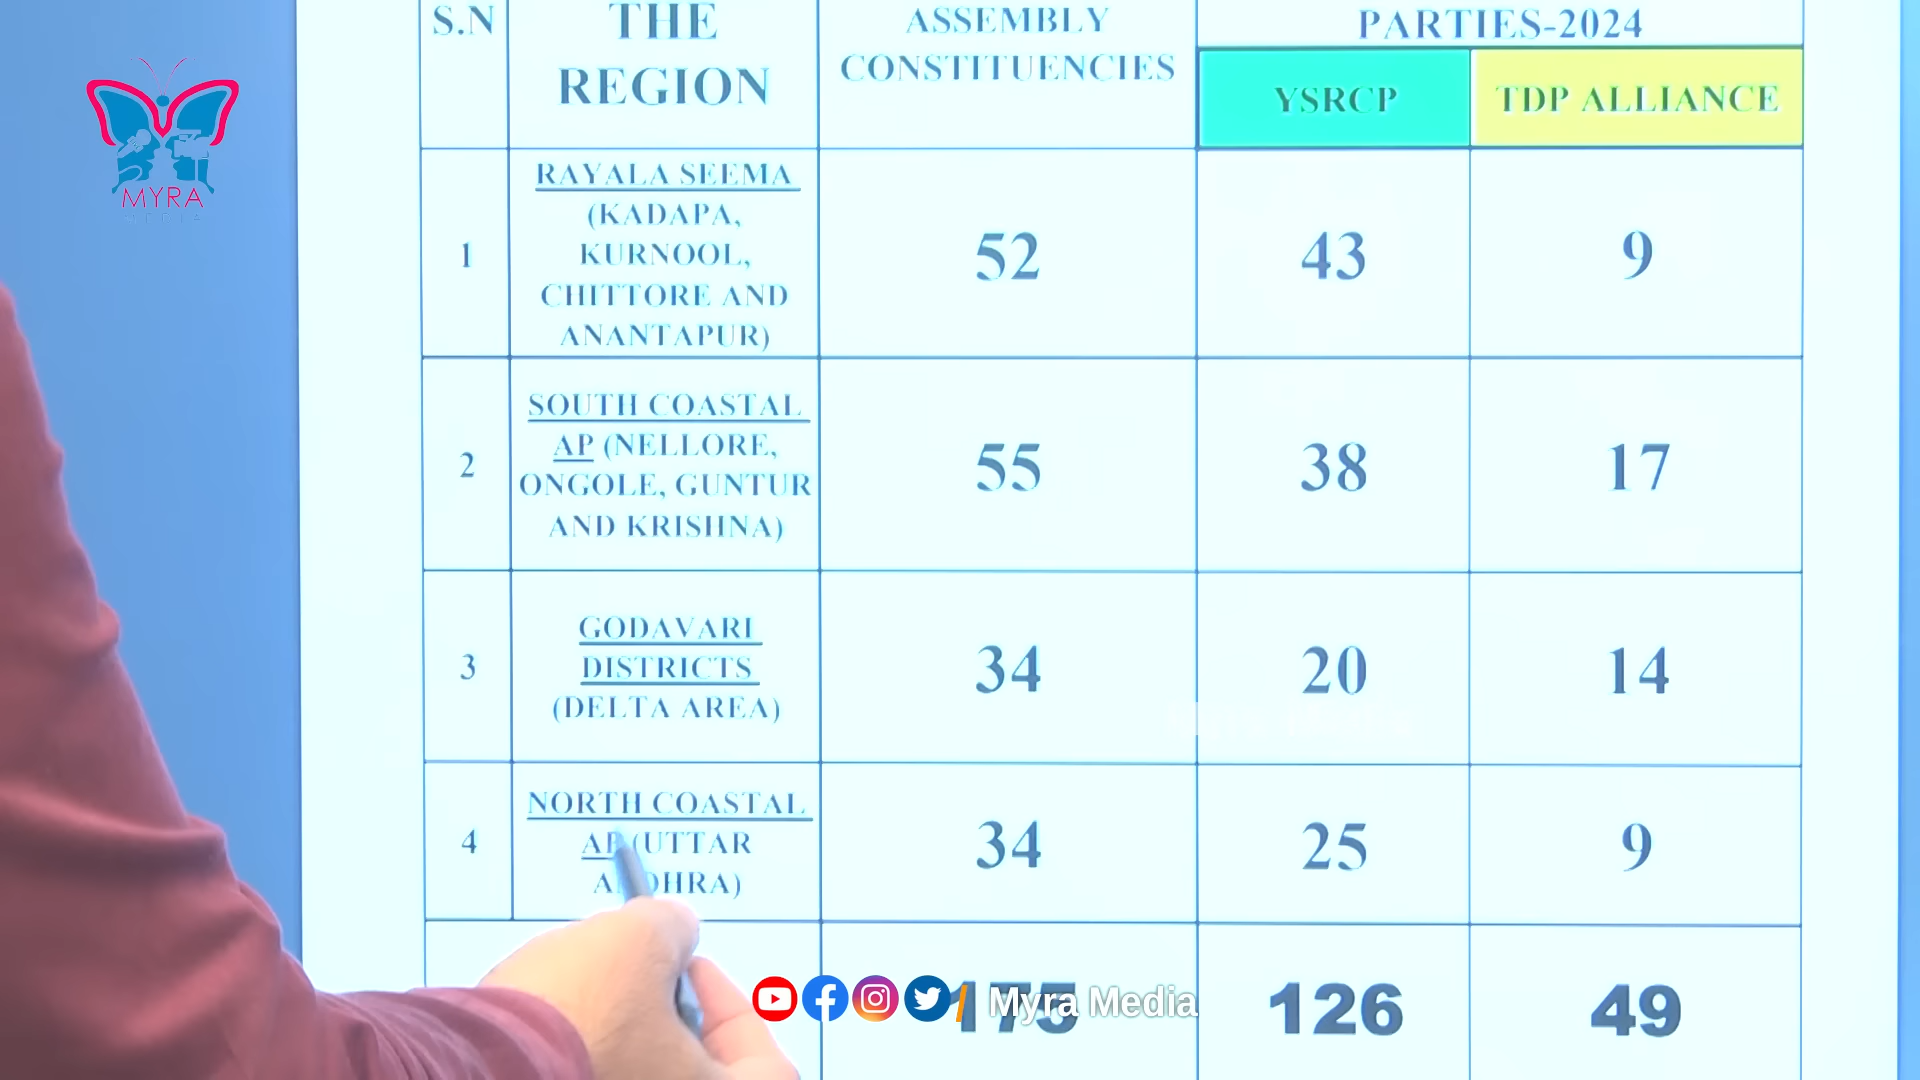 S.N
THE
REGION
ASSEMBLY
CONSTITUENCIES
PARTIES-2024
YSRCP
TDP ALLIANCE
1
RAYALA SEEMA
(KADAPA,
KURNOOL,
CHITTORE AND
ANANTAPUR)
52
43
9
2
SOUTH COASTAL
AP (NELLORE,
ONGOLE, GUNTUR
AND KRISHNA)
55
38
17
3
GODAVARI
DISTRICTS
(DELTA AREA)
34
20
14
4
NORTH COASTAL
AP (UTTAR
ANDHRA)
34
25
9
175
126
49
MYRA
MEDIA
/ Myra Media